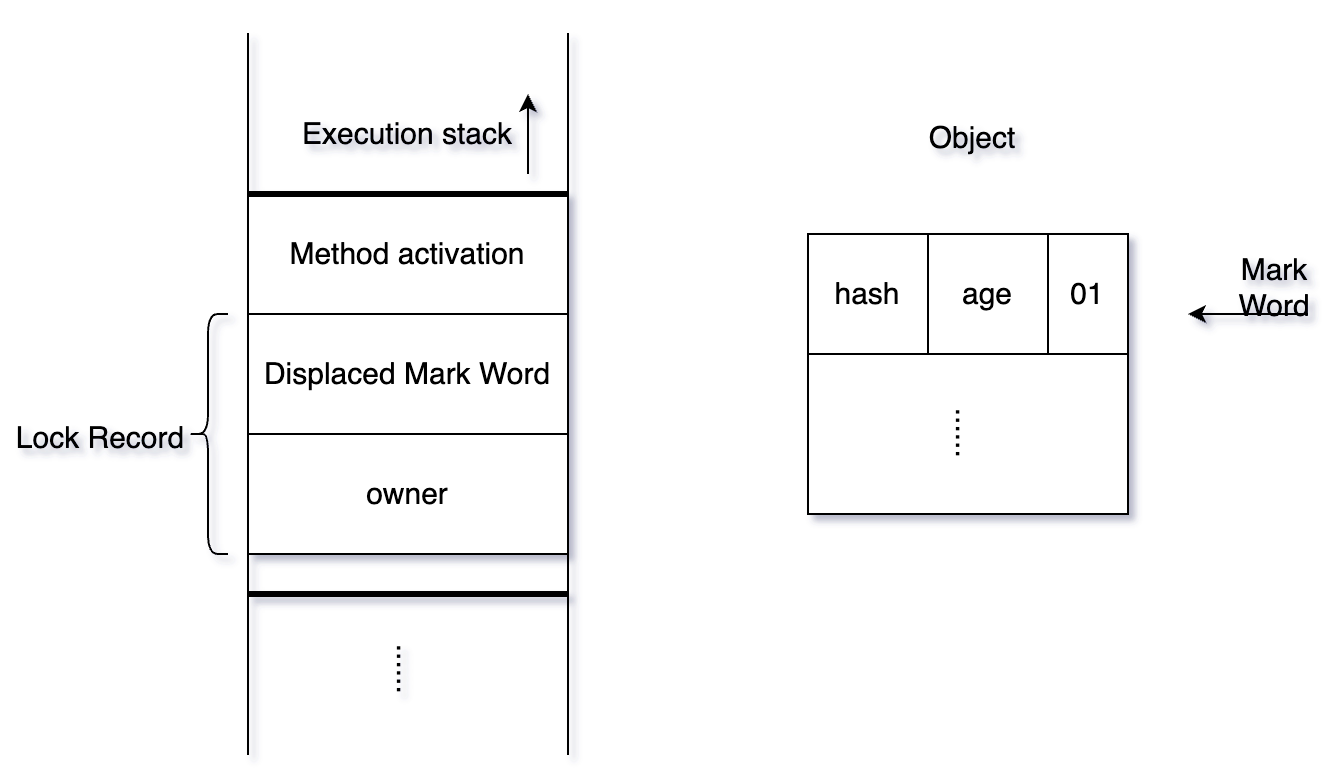 Execution stack
Method activation
Displaced Mark Word
Lock Record
owner
Object
hash age 01
Mark
Word